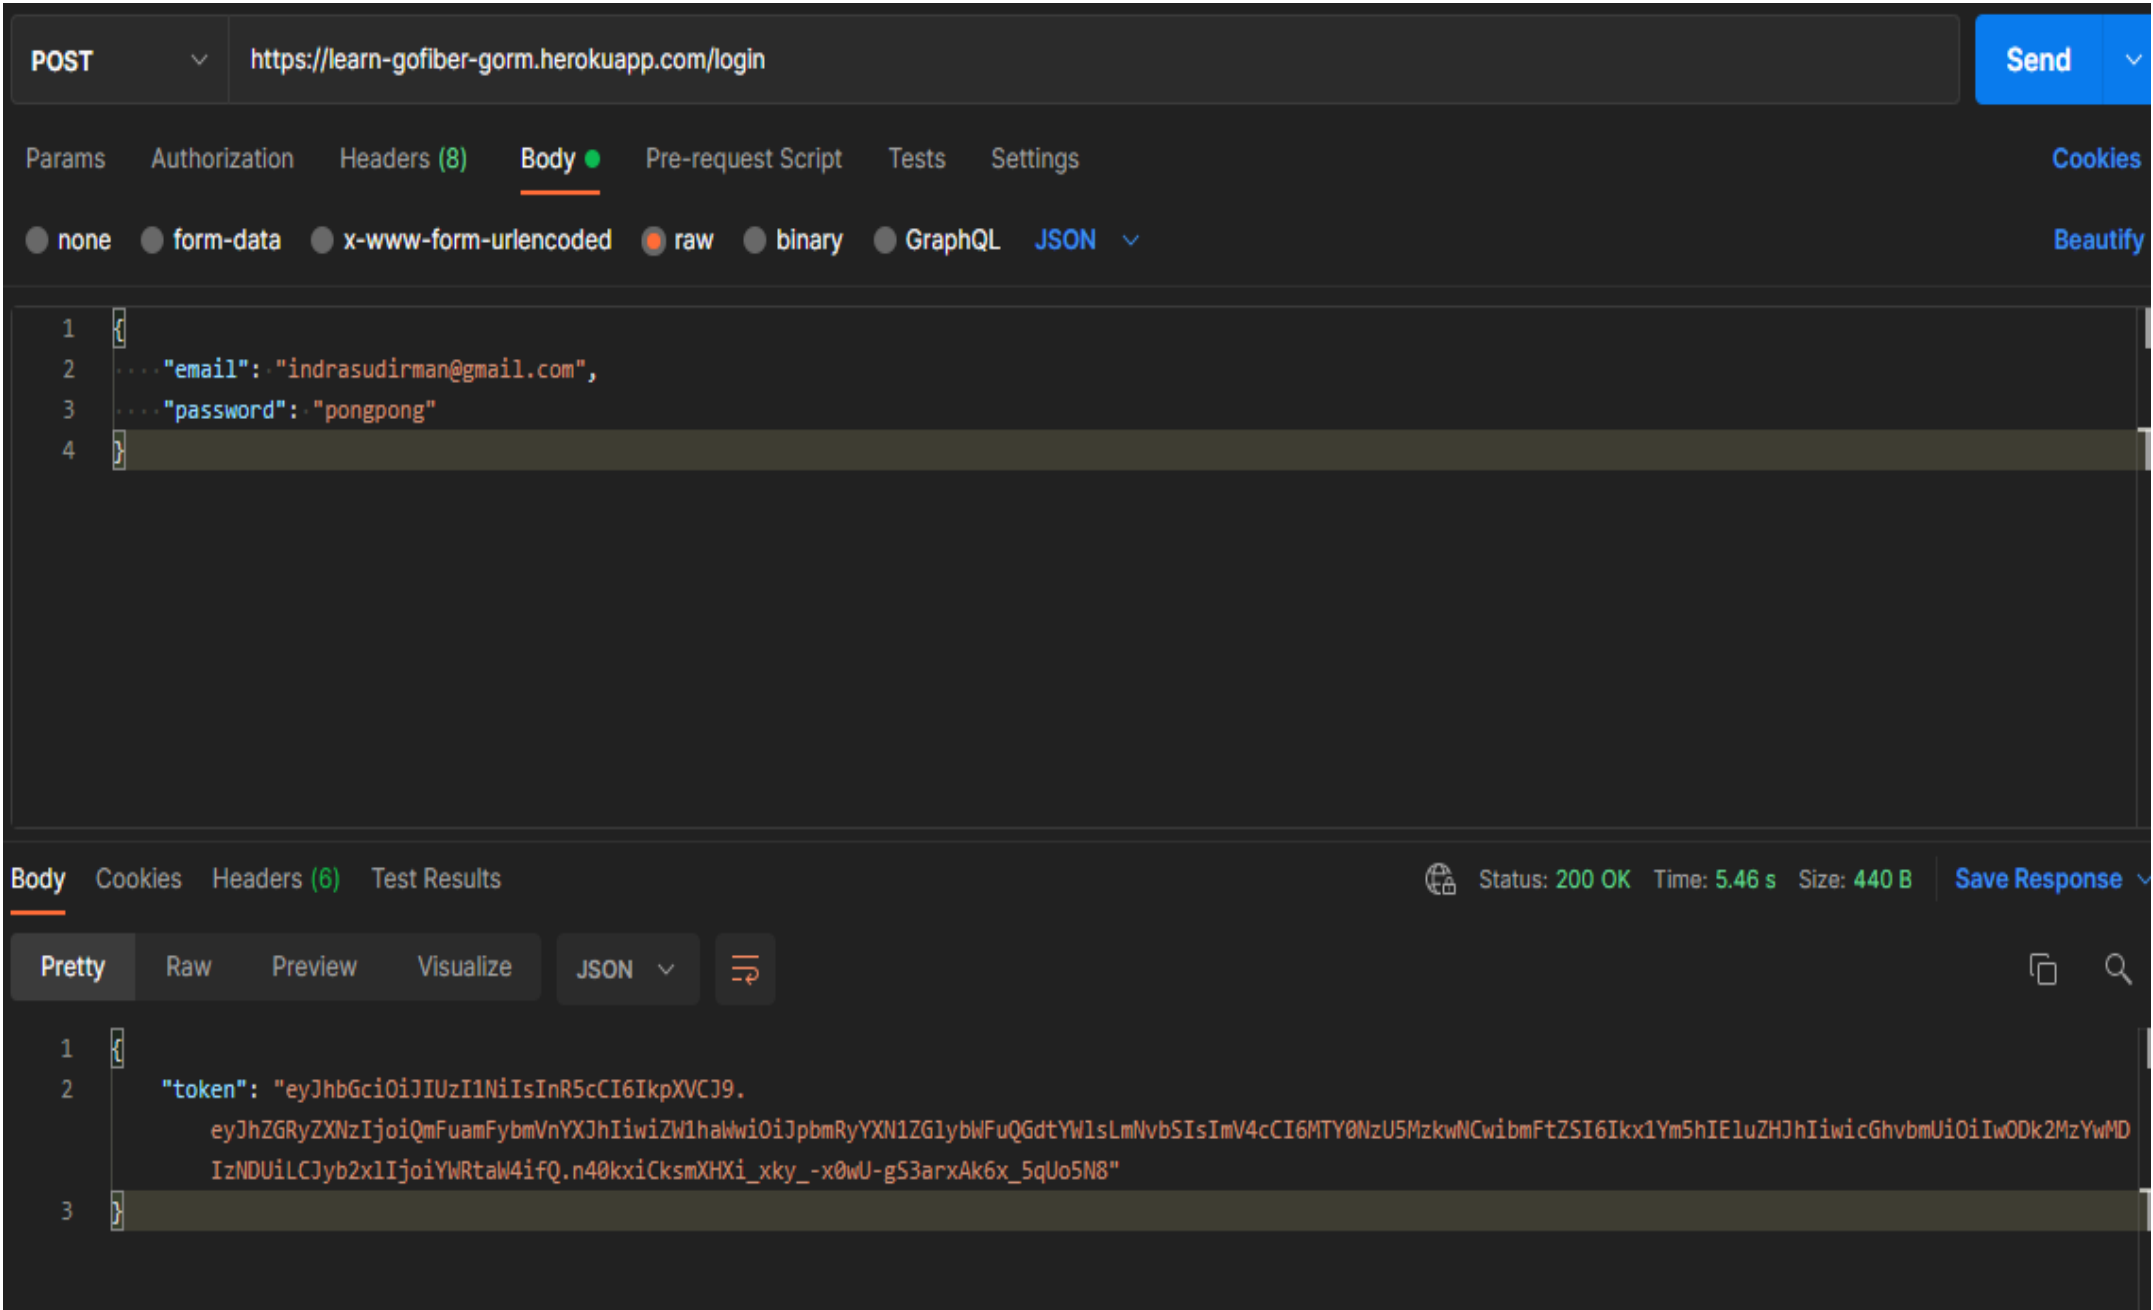 POST https://learn-gofiber-gorm.herokuapp.com/login Send
Params Authorization Headers (8) Body Pre-request Script Tests Settings Cookies
none form-data x-www-form-urlencoded raw binary GraphQL JSON Beautify
1 {
2 "email": "indrasudirman@gmail.com",
3 "password": "pongpong"
4 }
Body Cookies Headers (6) Test Results Status: 200 OK Time: 5.46 s Size: 440 B Save Response
Pretty Raw Preview Visualize JSON
1 {
2 "token": "eyJhbGciOiJIUzI1NiIsInR5cCI6IkpXVCJ9.
eyJhZGRyZXNzIjoiQmFuamFybmVnYXJhIiwiZW1haWwiOiJpbmRyYXN1ZGlybWFuQGdtYWlsLmNvbSIsImV4cCI6MTY0NzU5MzkwNCwibmFtZSI6Ikx1Ym5hIEluZHJhIiwicGhvbmUiOiIwODk2MzYwMD
IzNDUiLCJyb2xlIjoiYWRtaW4ifQ.n40kxiCksmXHXi_xky_-x0wU-gS3arxAk6x_5qUo5N8"
3 }